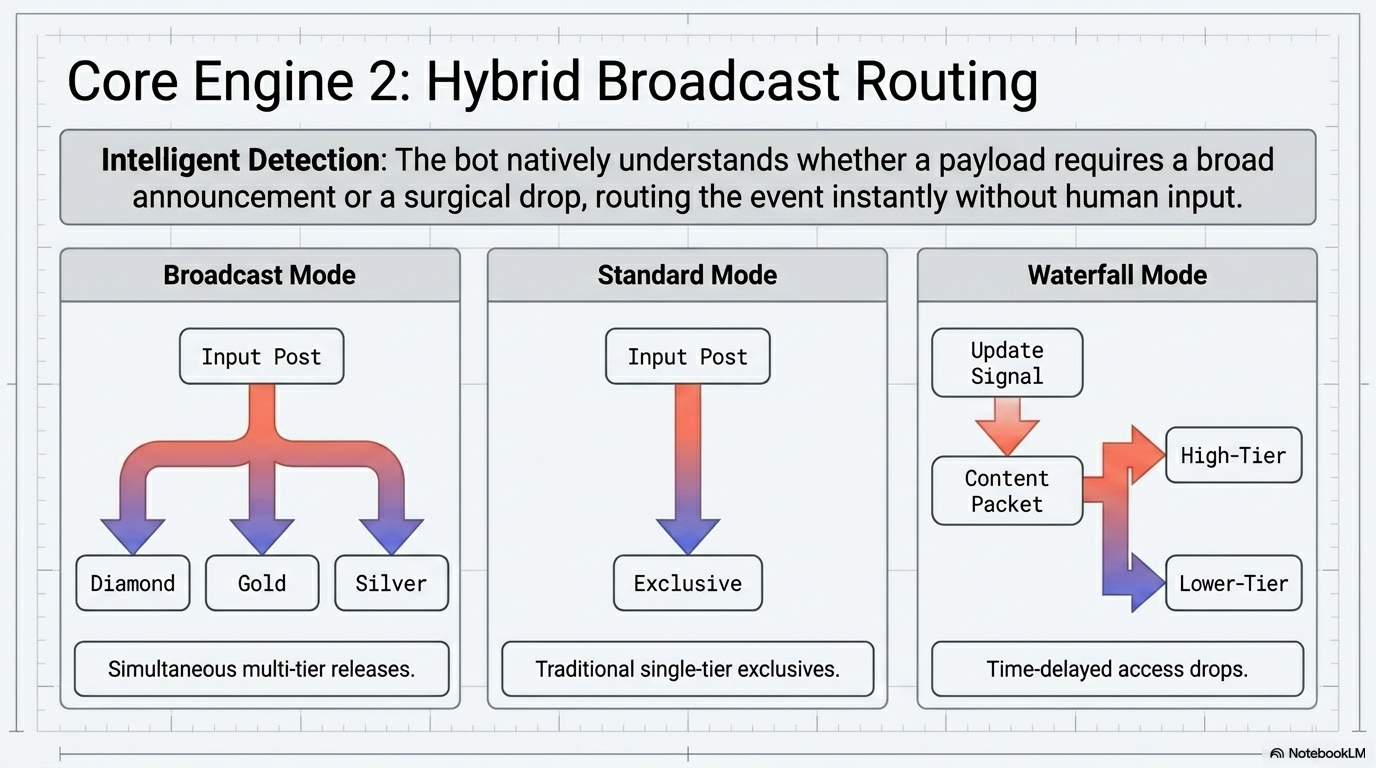 Core Engine 2: Hybrid Broadcast Routing
Intelligent Detection: The bot natively understands whether a payload requires a broad
announcement or a surgical drop, routing the event instantly without human input.
Broadcast Mode
Input Post
Diamond
Gold
Silver
Simultaneous multi-tier releases.
Standard Mode
Input Post
Exclusive
Traditional single-tier exclusives.
Waterfall Mode
Update
Signal
Content
Packet
High-Tier
Lower-Tier
Time-delayed access drops.
NotebookLM